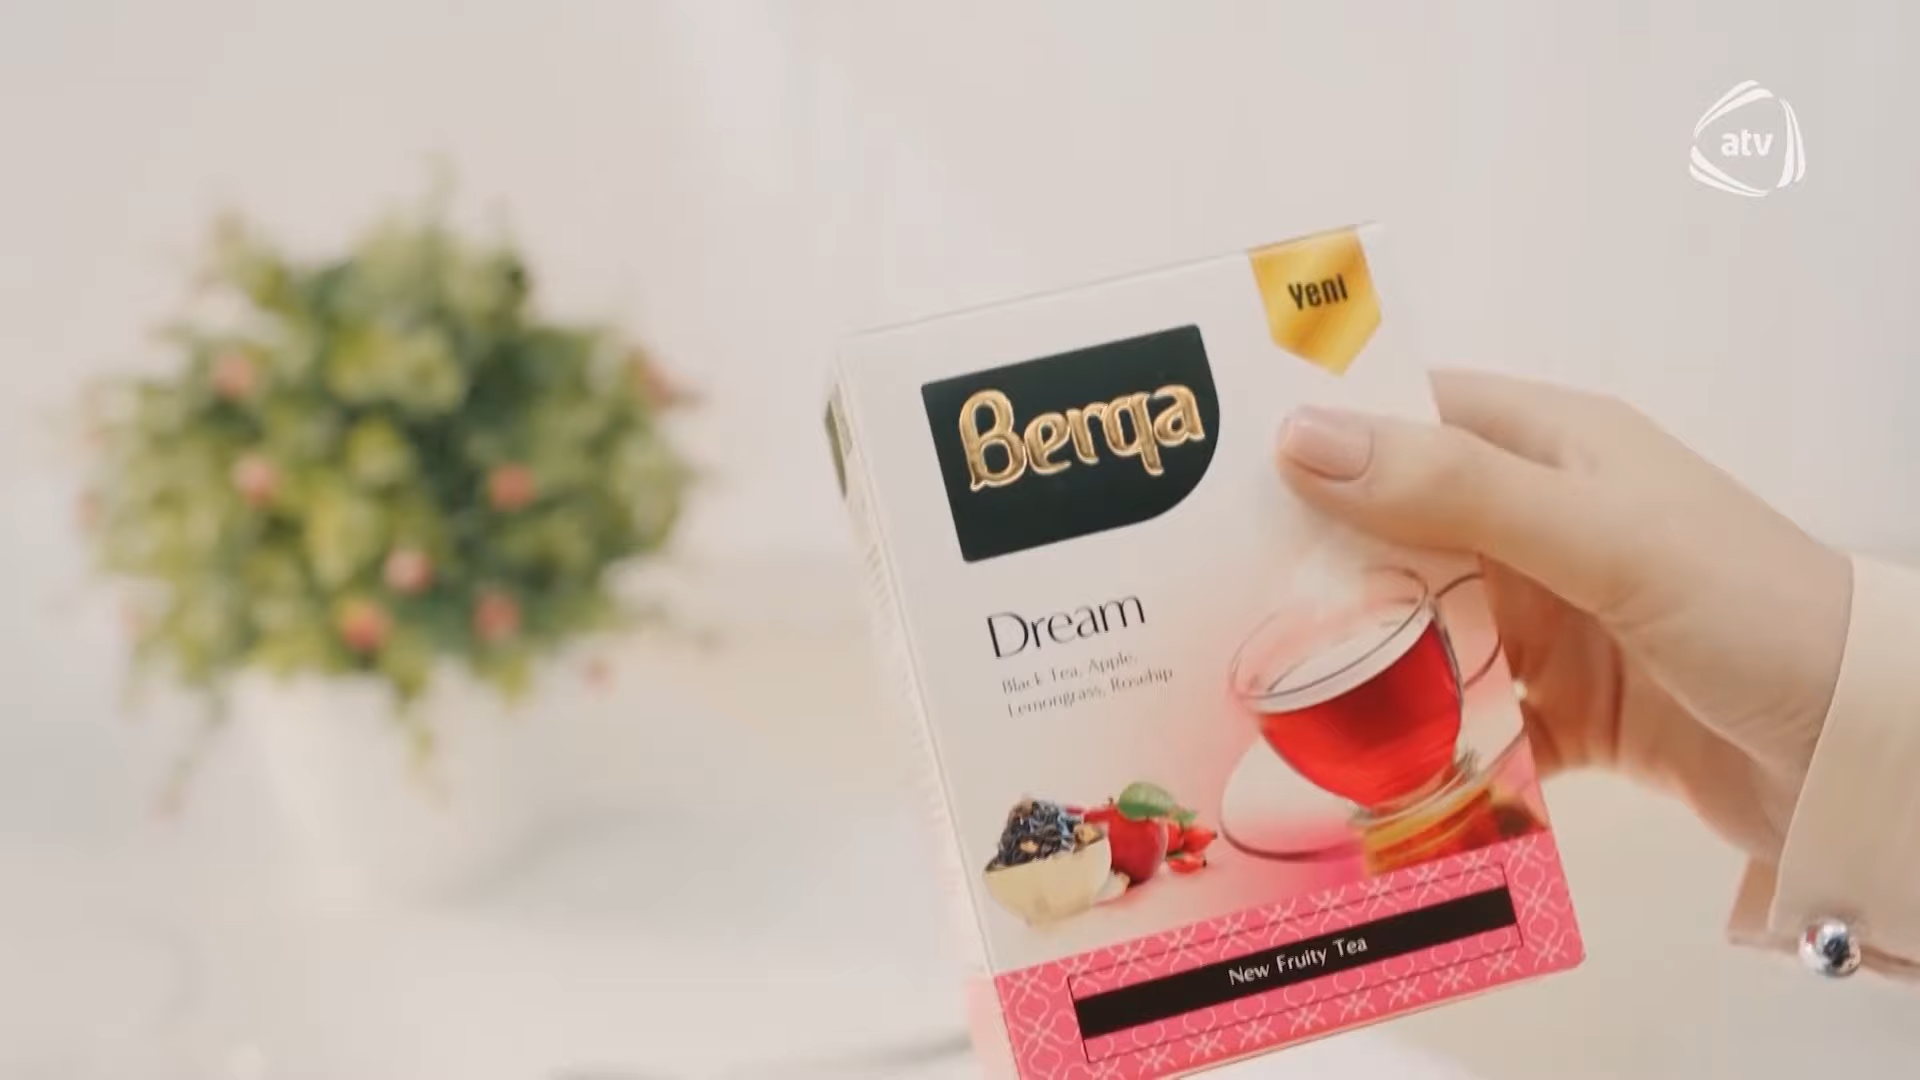 atv
Yeni
Berqa
Dream
Black Tea, Apple,
Lemongrass, Rosehip
New Fruity Tea